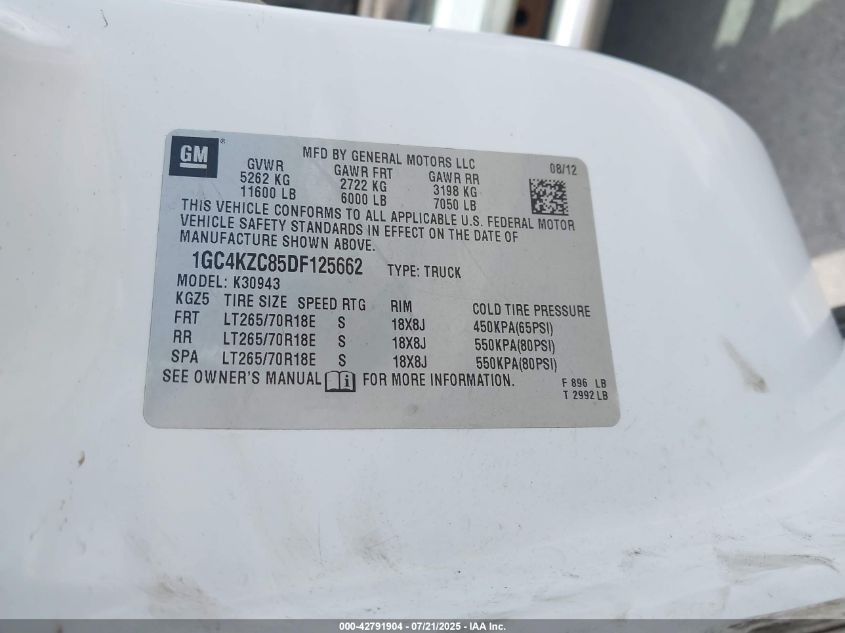 GM ®
MFD BY GENERAL MOTORS LLC 08/12
GVWR GAWR FRT GAWR RR
5262 KG 2722 KG 3198 KG
11600 LB 6000 LB 7050 LB
THIS VEHICLE CONFORMS TO ALL APPLICABLE U.S. FEDERAL MOTOR
VEHICLE SAFETY STANDARDS IN EFFECT ON THE DATE OF
MANUFACTURE SHOWN ABOVE.
1GC4KZC85DF125662 TYPE: TRUCK
MODEL: K30943
KGZ5 TIRE SIZE SPEED RTG RIM COLD TIRE PRESSURE
FRT LT265/70R18E S 18X8J 450KPA(65PSI)
RR LT265/70R18E S 18X8J 550KPA(80PSI)
SPA LT265/70R18E S 18X8J 550KPA(80PSI)
SEE OWNER'S MANUAL FOR MORE INFORMATION.
F 896 LB
T 2992 LB
000-42791904 - 07/21/2025 - IAA Inc.